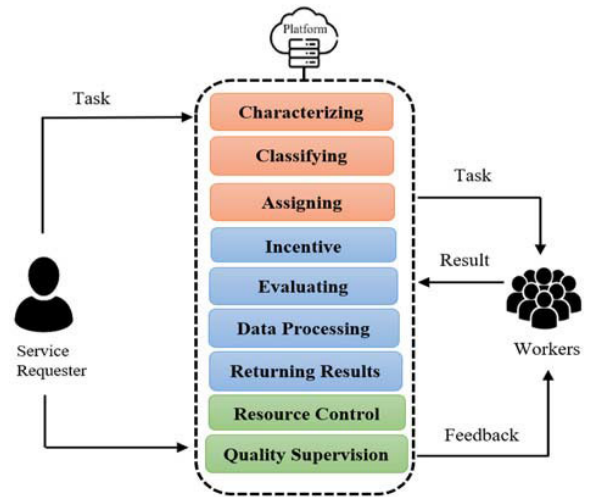 Platform
Task
Characterizing
Classifying
Assigning
Task
Incentive
Result
Evaluating
Data Processing
Workers
Service
Requester
Returning Results
Resource Control
Quality Supervision
Feedback